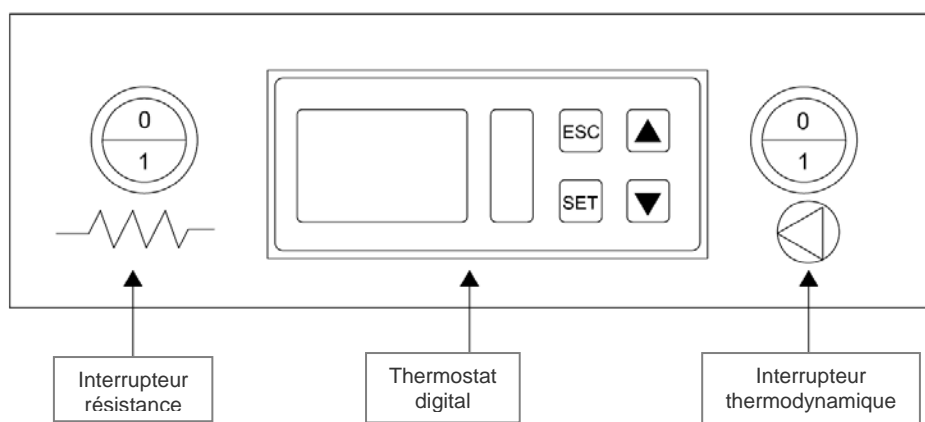 0
1
ESC
SET
0
1
Interrupteur
résistance
Thermostat
digital
Interrupteur
thermodynamique